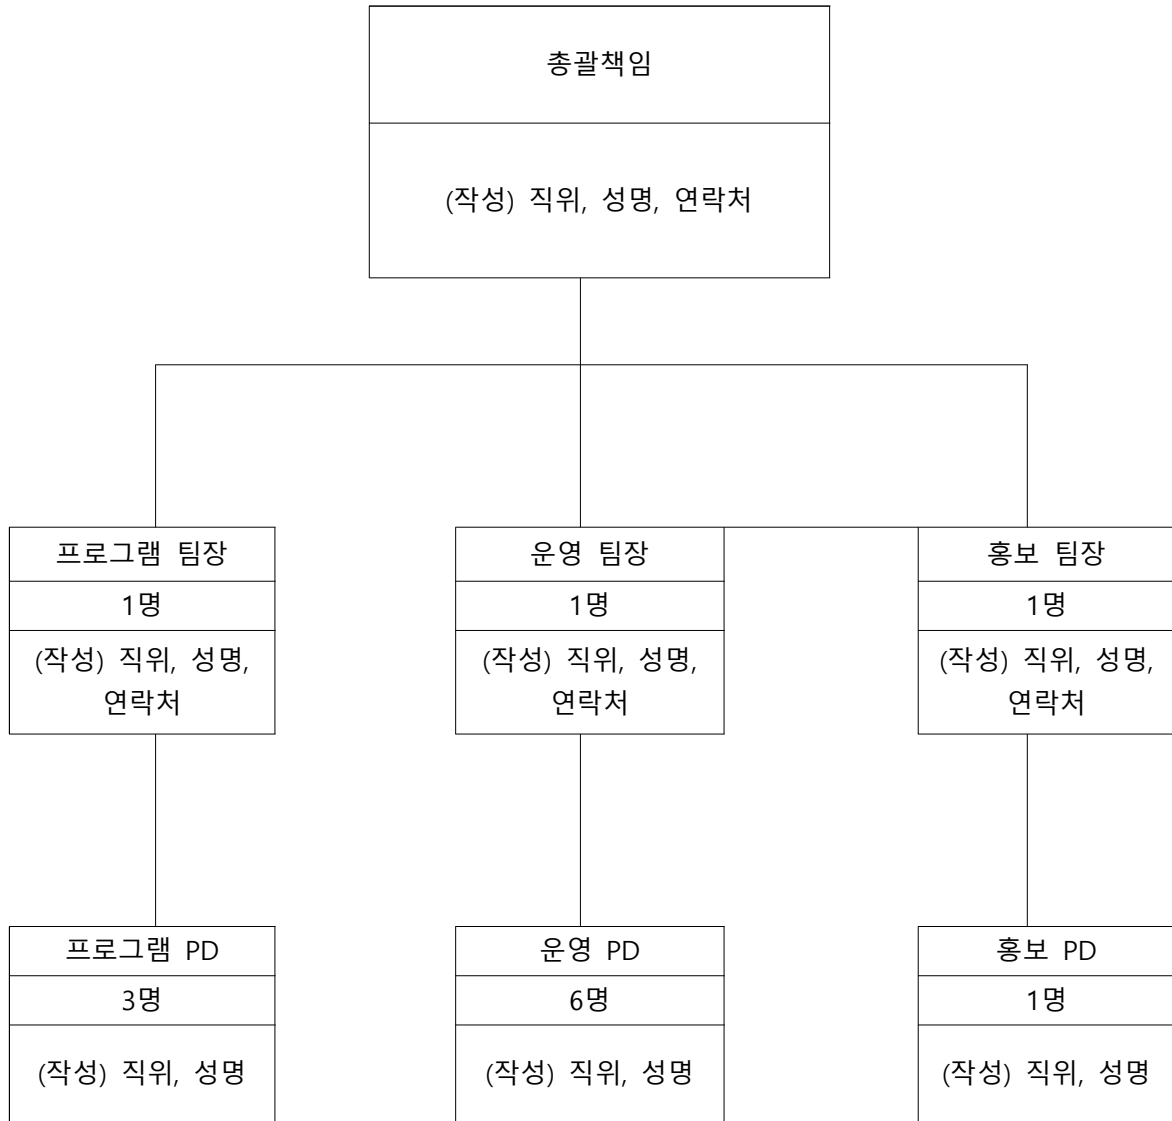 총괄책임
(작성) 직위, 성명, 연락처
프로그램 팀장
1명
(작성) 직위, 성명,
연락처
운영 팀장
1명
(작성) 직위, 성명,
연락처
홍보 팀장
1명
(작성) 직위, 성명,
연락처
프로그램 PD
3명
(작성) 직위, 성명
운영 PD
6명
(작성) 직위, 성명
홍보 PD
1명
(작성) 직위, 성명